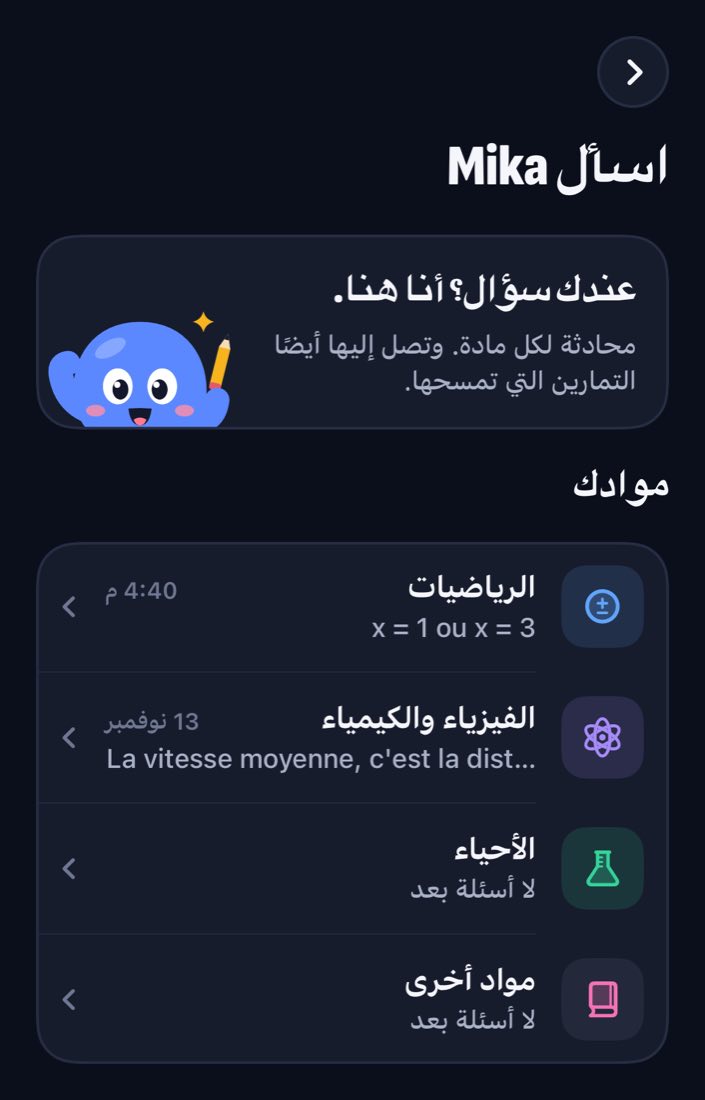 اسأل Mika
عندك سؤال؟ أنا هنا.
محادثة لكل مادة. وتصل إليها أيضًا
التمارين التي تمسحها.
موادك
الرياضيات
4:40 م
x = 1 ou x = 3
الفيزياء والكيمياء
13 نوفمبر
La vitesse moyenne, c'est la dist...
الأحياء
لا أسئلة بعد
مواد أخرى
لا أسئلة بعد